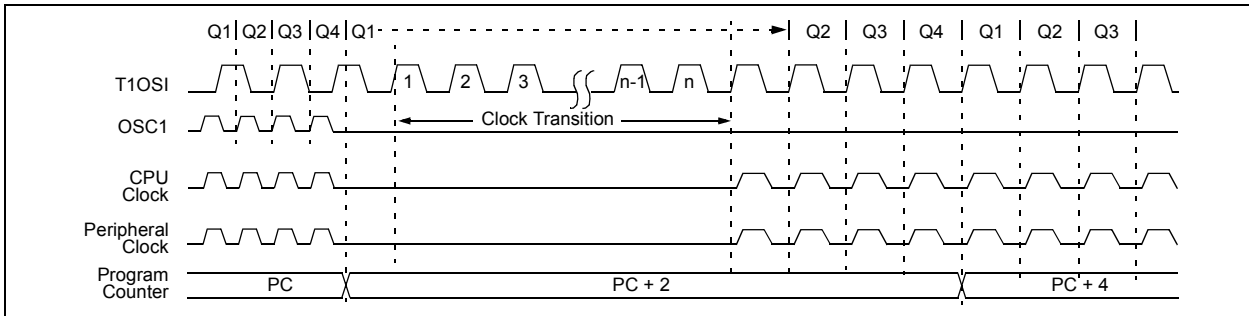 Q1 Q2 Q3 Q4 Q1 Q2 Q3 Q4 Q1 Q2 Q3
T1OSI 1 2 3 n-1 n
OSC1 Clock Transition
CPU
Clock
Peripheral
Clock
Program
Counter PC PC + 2 PC + 4